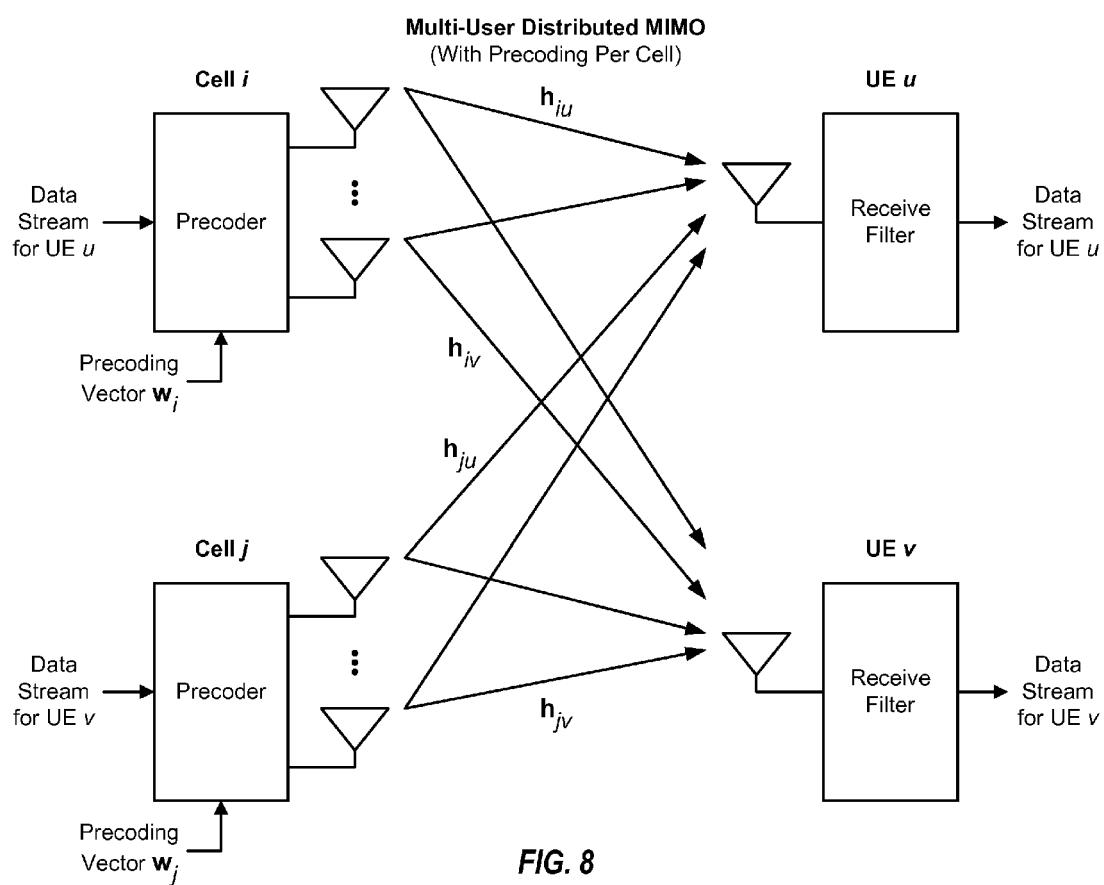 Multi-User Distributed MIMO
(With Precoding Per Cell)
Cell i
UE u
h_iu
Data
Stream
for UE u
Precoder
Receive
Filter
Data
Stream
for UE u
Precoding
Vector w_i
h_iv
h_ju
Cell j
UE v
Data
Stream
for UE v
Precoder
Receive
Filter
Data
Stream
for UE v
h_jv
Precoding
Vector w_j
FIG. 8